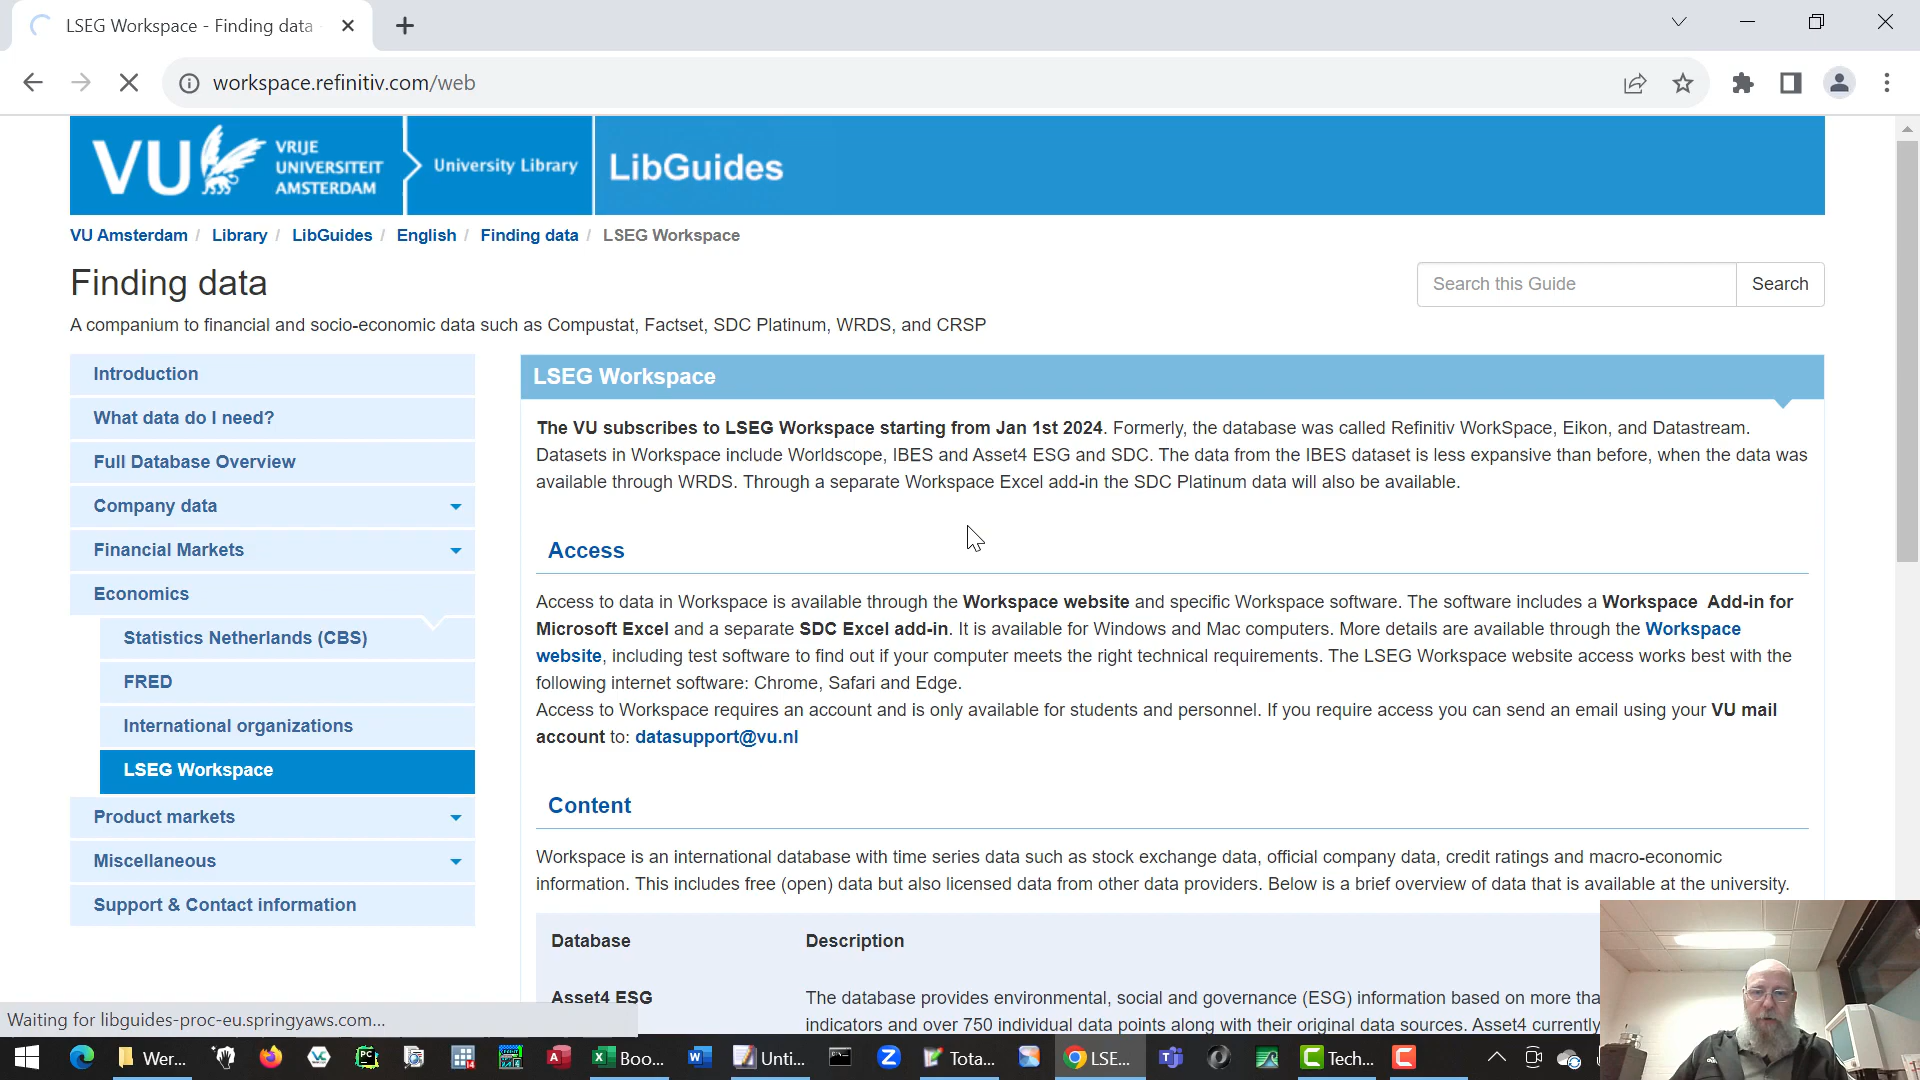 LSEG Workspace - Finding data
workspace.refinitiv.com/web
VU VRIJE UNIVERSITEIT AMSTERDAM
University Library
LibGuides
VU Amsterdam / Library / LibGuides / English / Finding data / LSEG Workspace
Finding data
Search this Guide
Search
A companium to financial and socio-economic data such as Compustat, Factset, SDC Platinum, WRDS, and CRSP
Introduction
What data do I need?
Full Database Overview
Company data
Financial Markets
Economics
Statistics Netherlands (CBS)
FRED
International organizations
LSEG Workspace
Product markets
Miscellaneous
Support & Contact information
LSEG Workspace
The VU subscribes to LSEG Workspace starting from Jan 1st 2024. Formerly, the database was called Refinitiv WorkSpace, Eikon, and Datastream.
Datasets in Workspace include Worldscope, IBES and Asset4 ESG and SDC. The data from the IBES dataset is less expansive than before, when the data was
available through WRDS. Through a separate Workspace Excel add-in the SDC Platinum data will also be available.
Access
Access to data in Workspace is available through the Workspace website and specific Workspace software. The software includes a Workspace Add-in for
Microsoft Excel and a separate SDC Excel add-in. It is available for Windows and Mac computers. More details are available through the Workspace
website, including test software to find out if your computer meets the right technical requirements. The LSEG Workspace website access works best with the
following internet software: Chrome, Safari and Edge.
Access to Workspace requires an account and is only available for students and personnel. If you require access you can send an email using your VU mail
account to: datasupport@vu.nl
Content
Workspace is an international database with time series data such as stock exchange data, official company data, credit ratings and macro-economic
information. This includes free (open) data but also licensed data from other data providers. Below is a brief overview of data that is available at the university.
Database Description
Asset4 ESG The database provides environmental, social and governance (ESG) information based on more tha
indicators and over 750 individual data points along with their original data sources. Asset4 currently
Waiting for libguides-proc-eu.springyaws.com...
Wer... Boo... Unti... Tota... LSE... Tech...